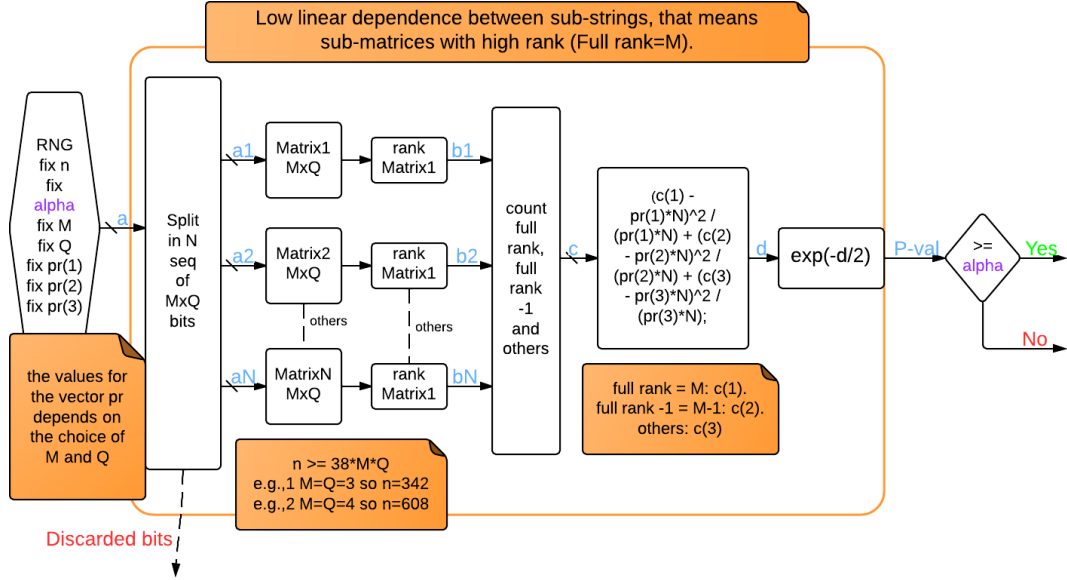 Low linear dependence between sub-strings, that means
sub-matrices with high rank (Full rank=M).
RNG
fix n
fix
alpha
fix M
fix Q
fix pr(1)
fix pr(2)
fix pr(3)
the values for
the vector pr
depends on
the choice of
M and Q
a
Split
in N
seq
of
MxQ
bits
Discarded bits
a1
Matrix1
MxQ
rank
Matrix1
b1
a2
Matrix2
MxQ
rank
Matrix1
b2
others
others
aN
MatrixN
MxQ
rank
Matrix1
bN
n >= 38*M*Q
e.g.,1 M=Q=3 so n=342
e.g.,2 M=Q=4 so n=608
count
full
rank,
full
rank
-1
and
others
c
(c(1) -
pr(1)*N)^2 /
(pr(1)*N) + (c(2)
- pr(2)*N)^2 /
(pr(2)*N) + (c(3)
- pr(3)*N)^2 /
(pr(3)*N);
full rank = M: c(1).
full rank -1 = M-1: c(2).
others: c(3)
d
exp(-d/2)
P-val
>=
alpha
Yes
No